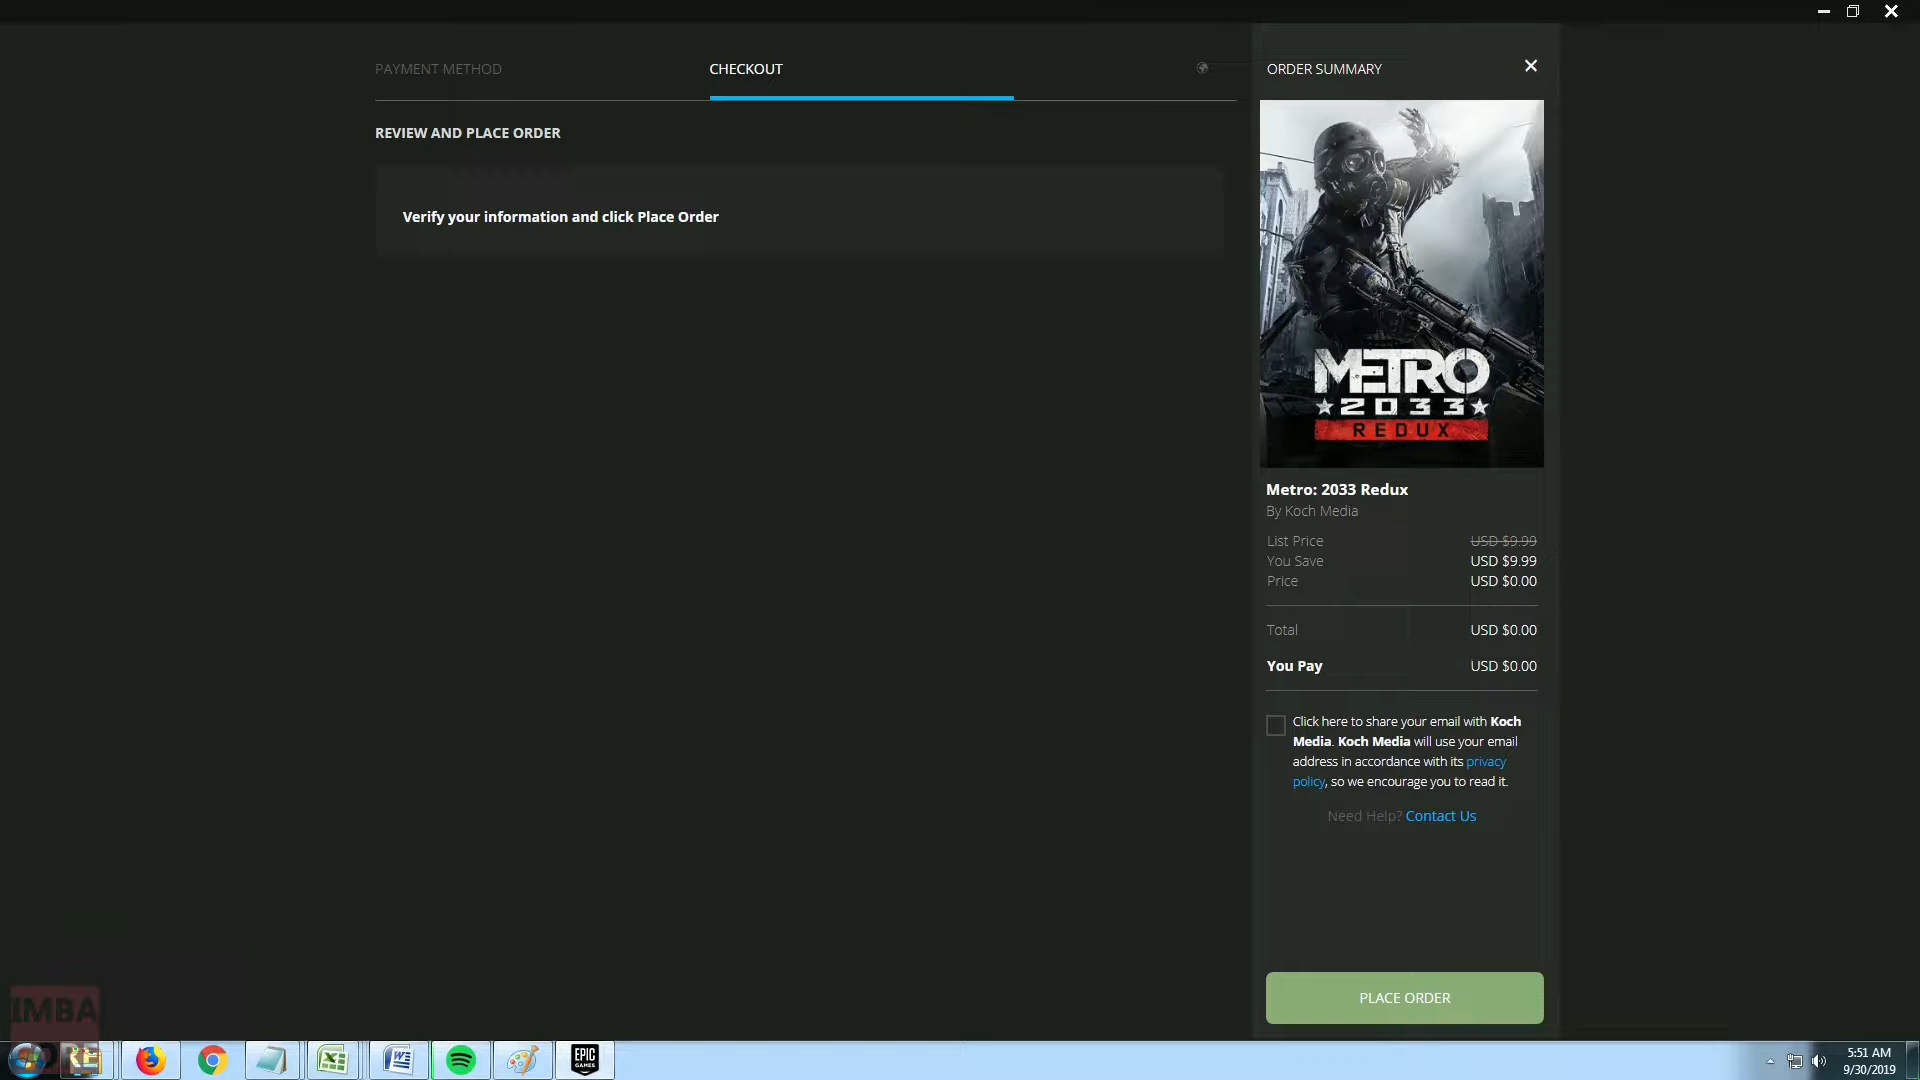 PAYMENT METHOD
CHECKOUT
REVIEW AND PLACE ORDER
Verify your information and click Place Order
ORDER SUMMARY
METRO
2033
REDUX
Metro: 2033 Redux
By Koch Media
List Price USD $9.99
You Save USD $9.99
Price USD $0.00
Total USD $0.00
You Pay USD $0.00
Click here to share your email with Koch
Media. Koch Media will use your email
address in accordance with its privacy
policy, so we encourage you to read it.
Need Help? Contact Us
PLACE ORDER
IMBA
EPIC
GAMES
5:51 AM
9/30/2019